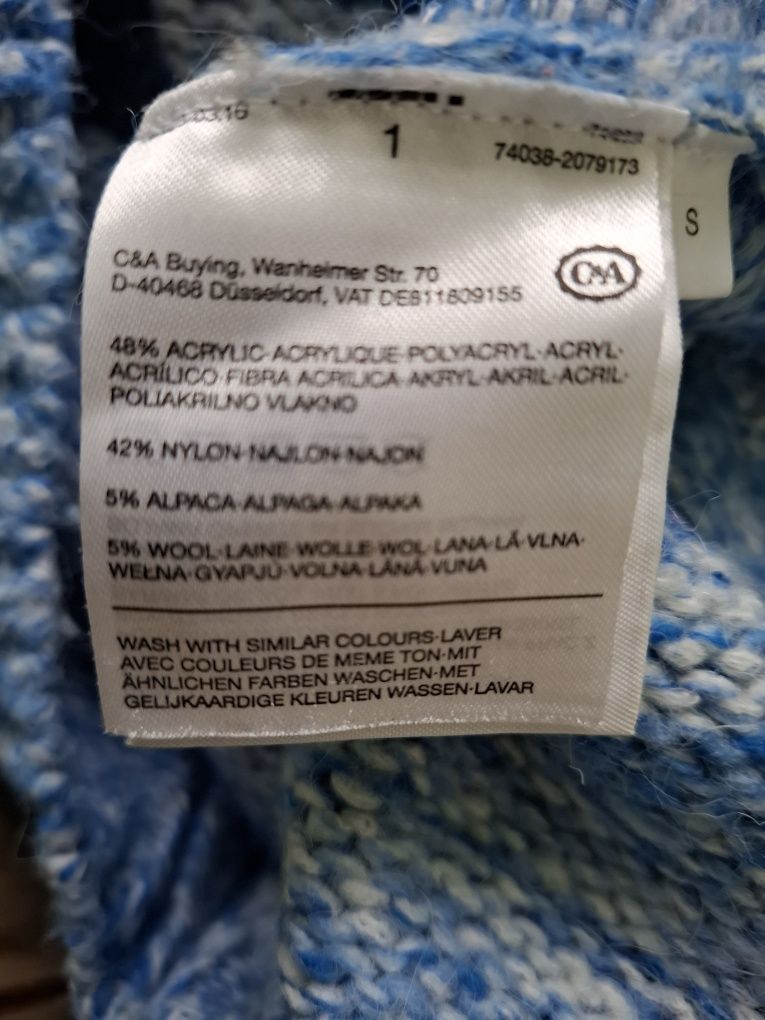 03.16
1
74038-2079173
S
C&A Buying, Wanheimer Str. 70
D-40468 Düsseldorf, VAT DE811809155
C&A
48% ACRYLIC·ACRYLIQUE·POLYACRYL·ACRYL·
ACRÍLICO·FIBRA ACRILICA·AKRYL·AKRIL·ACRIL·
POLIAKRILNO VLAKNO
42% NYLON·NAJLON·NAJON
5% ALPACA·ALPAGA·ALPAKA
5% WOOL·LAINE·WOLLE·WOL·LANA·LÃ·VLNA·
WEŁNA·GYAPJÚ·VOLNA·LÂNĂ·VUNA
WASH WITH SIMILAR COLOURS·LAVER
AVEC COULEURS DE MEME TON·MIT
ÄHNLICHEN FARBEN WASCHEN·MET
GELIJKAARDIGE KLEUREN WASSEN·LAVAR